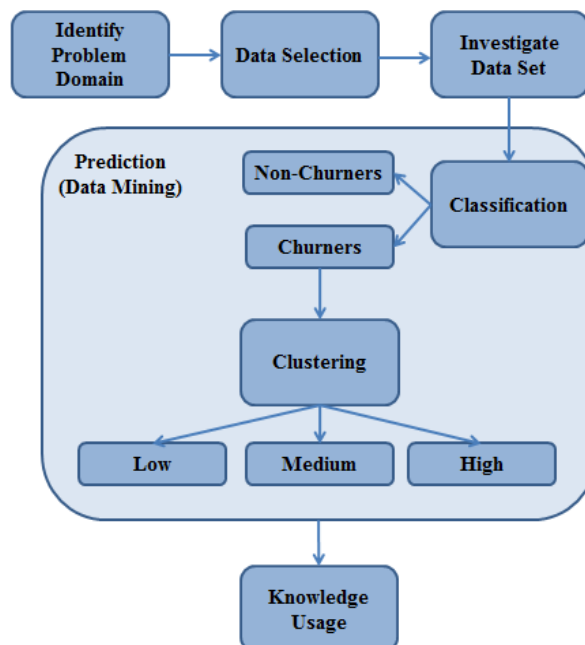 Identify
Problem
Domain
Data Selection
Investigate
Data Set
Prediction
(Data Mining)
Non-Churners
Classification
Churners
Clustering
Low
Medium
High
Knowledge
Usage